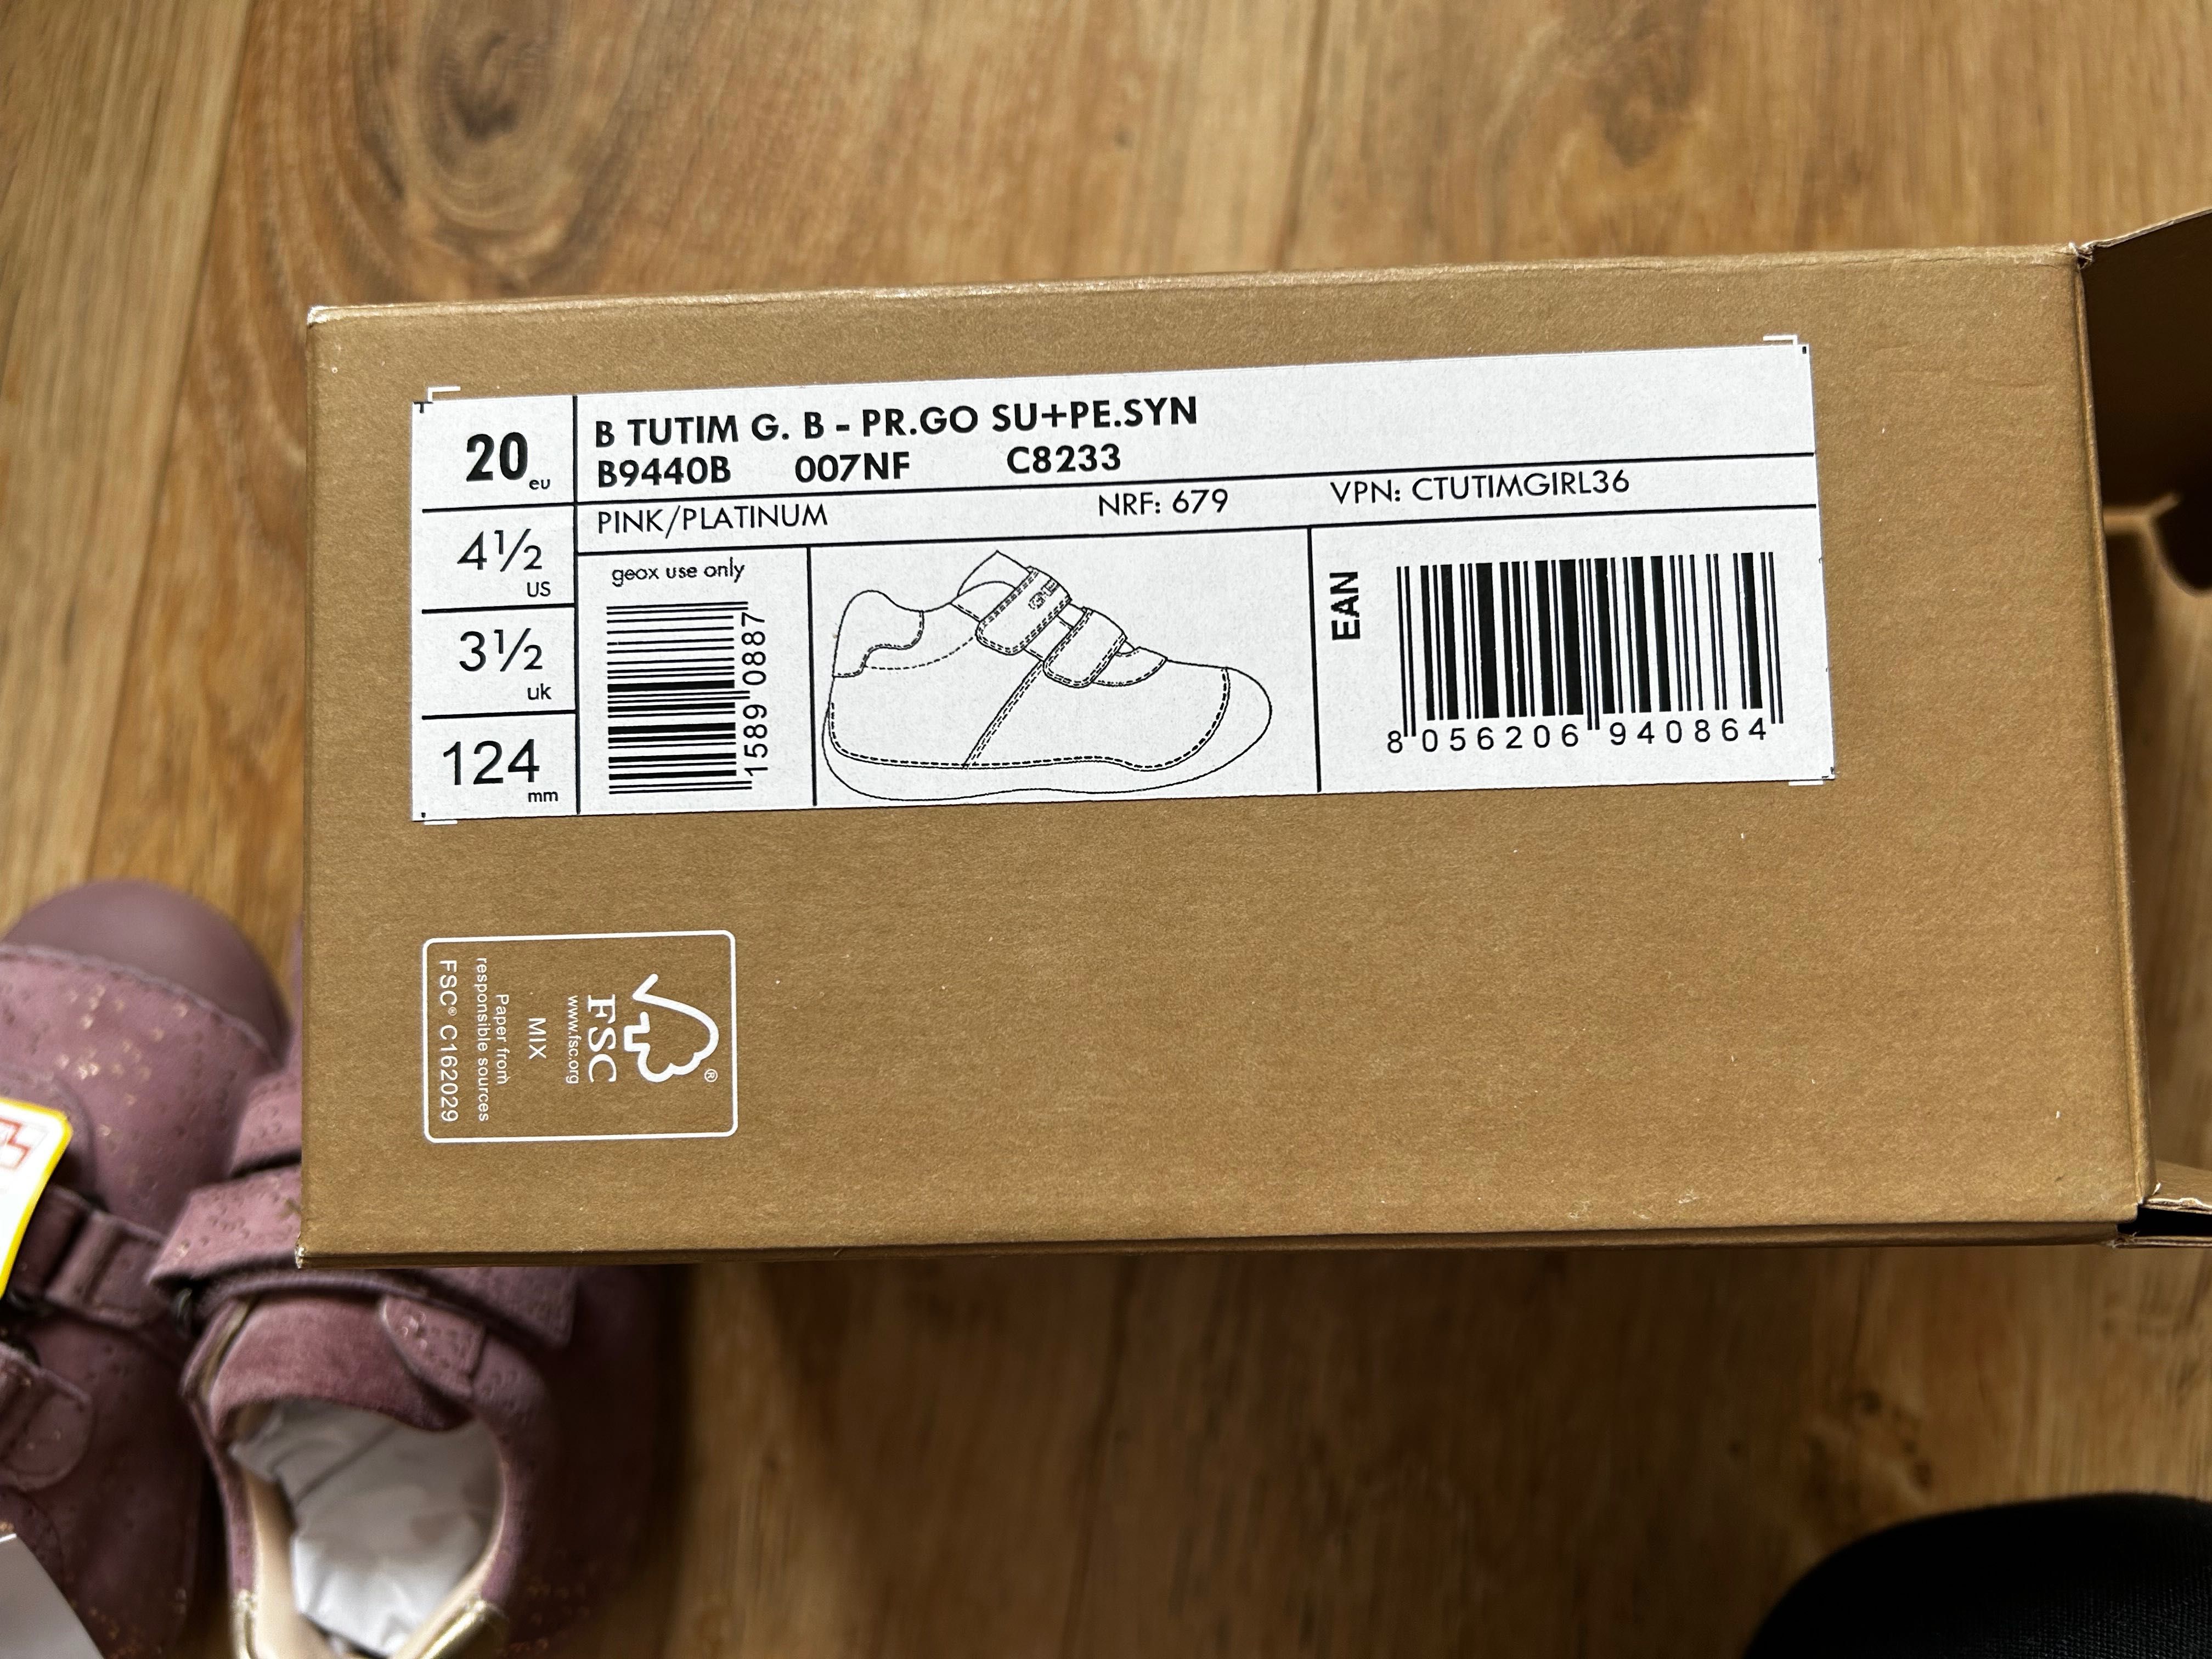 20 eu
4½ US
3½ uk
124 mm
B TUTIM G. B - PR.GO SU+PE.SYN
B9440B 007NF C8233
PINK/PLATINUM NRF: 679 VPN: CTUTIMGIRL36
geox use only
1589 0887
EAN
8 056206 940864
®
FSC
www.fsc.org
MIX
Paper from
responsible sources
FSC® C162029